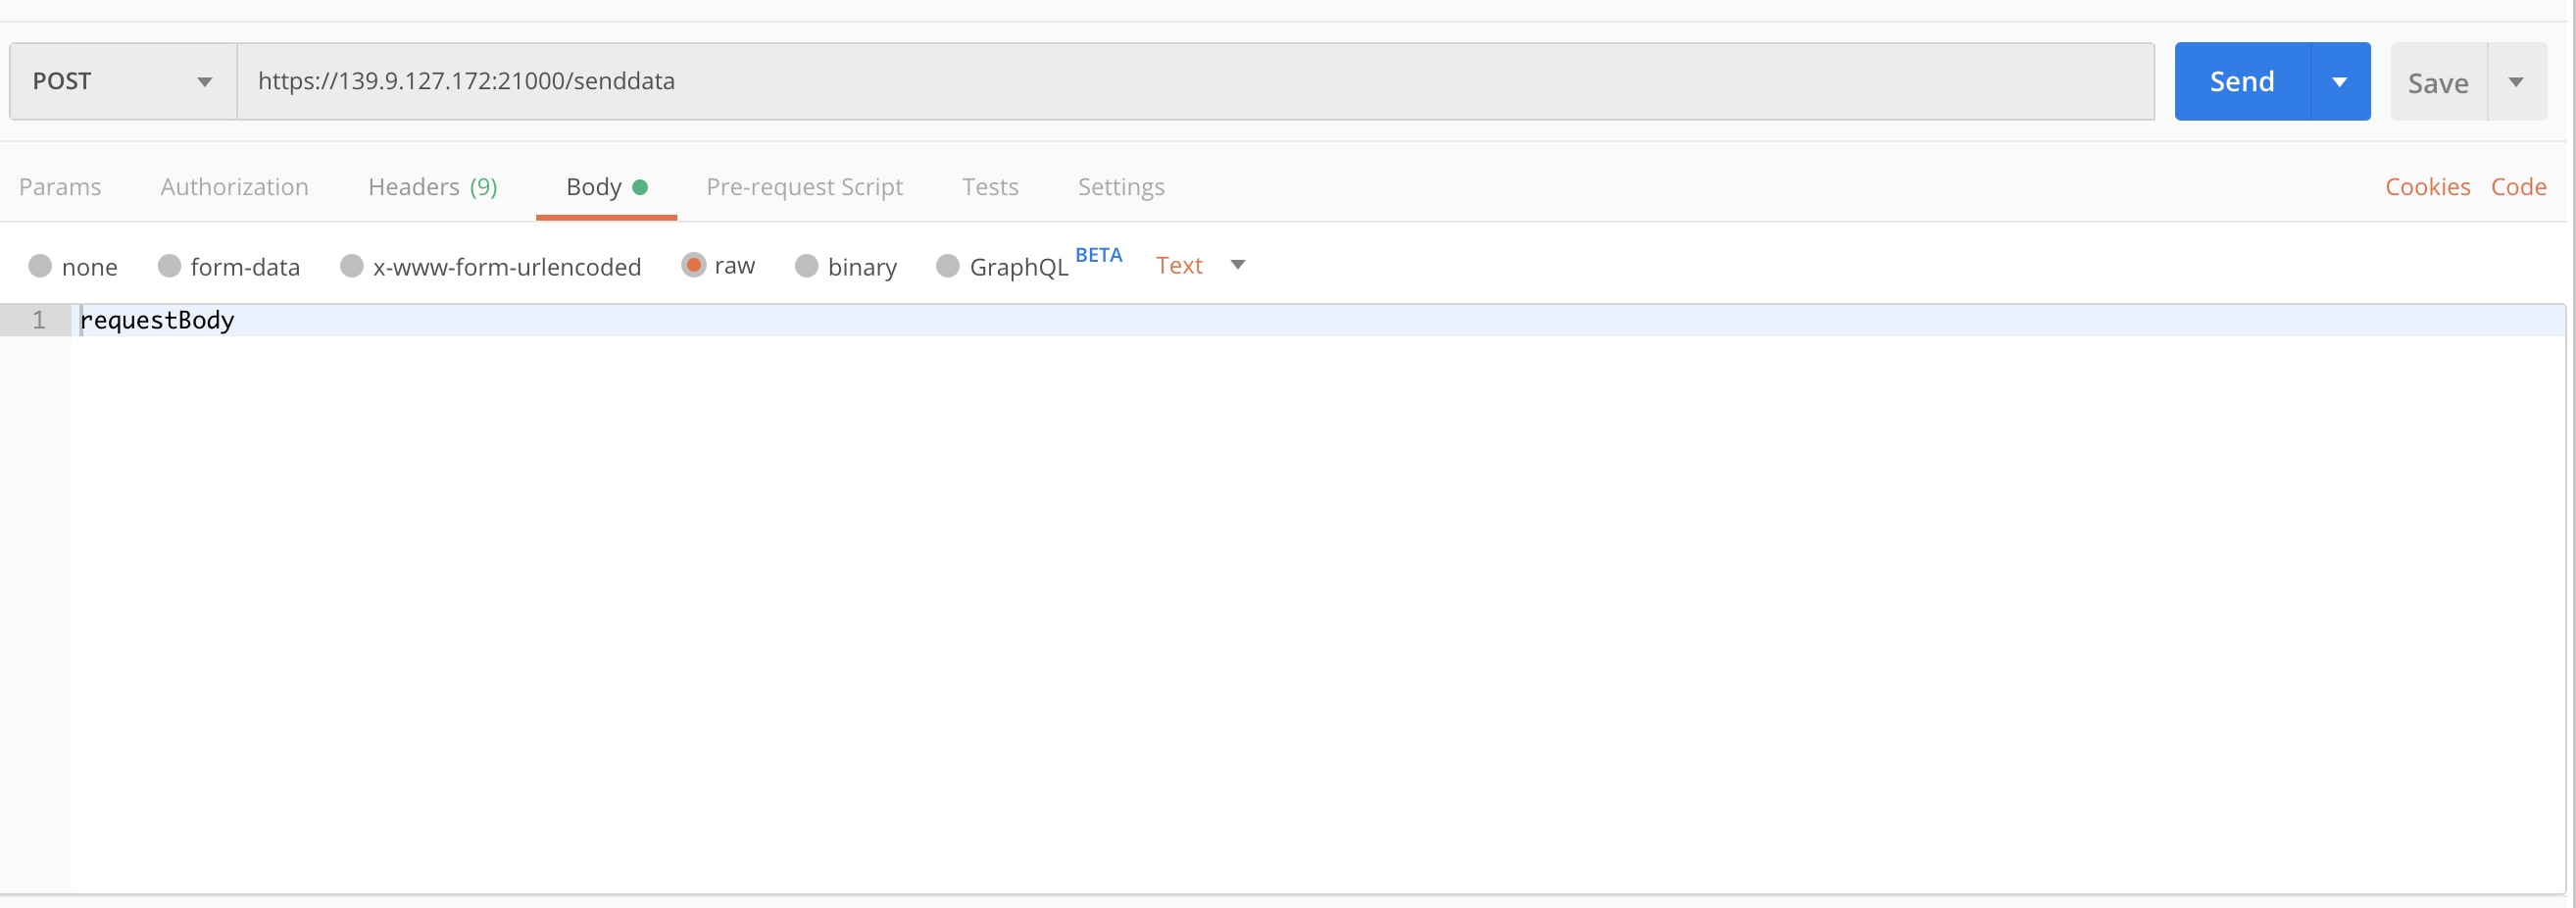 POST https://139.9.127.172:21000/senddata Send Save
Params Authorization Headers (9) Body Pre-request Script Tests Settings Cookies Code
none form-data x-www-form-urlencoded raw binary GraphQL BETA Text
1 requestBody